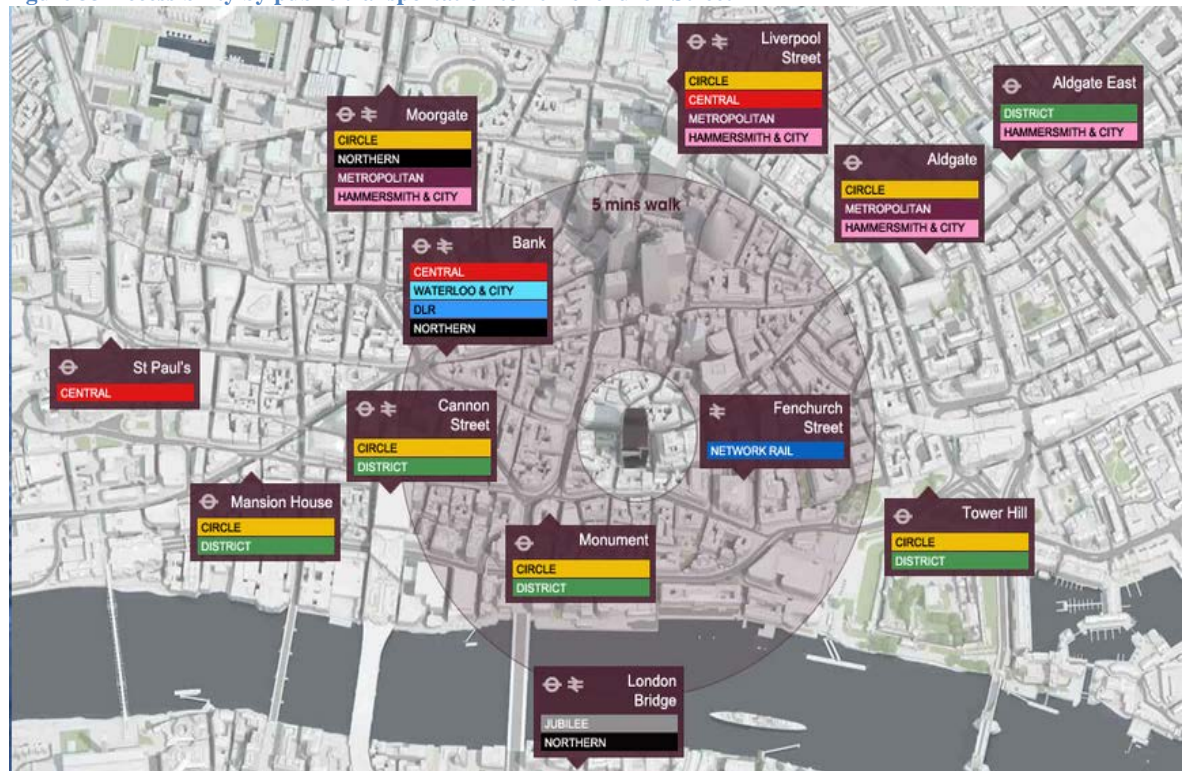 Liverpool
Street
CIRCLE
CENTRAL
METROPOLITAN
HAMMERSMITH & CITY
Aldgate East
DISTRICT
HAMMERSMITH & CITY
Moorgate
CIRCLE
NORTHERN
METROPOLITAN
HAMMERSMITH & CITY
Aldgate
CIRCLE
METROPOLITAN
HAMMERSMITH & CITY
5 mins walk
Bank
CENTRAL
WATERLOO & CITY
DLR
NORTHERN
St Paul's
CENTRAL
Cannon
Street
CIRCLE
DISTRICT
Fenchurch
Street
NETWORK RAIL
Mansion House
CIRCLE
DISTRICT
Monument
CIRCLE
DISTRICT
Tower Hill
CIRCLE
DISTRICT
London
Bridge
JUBILEE
NORTHERN